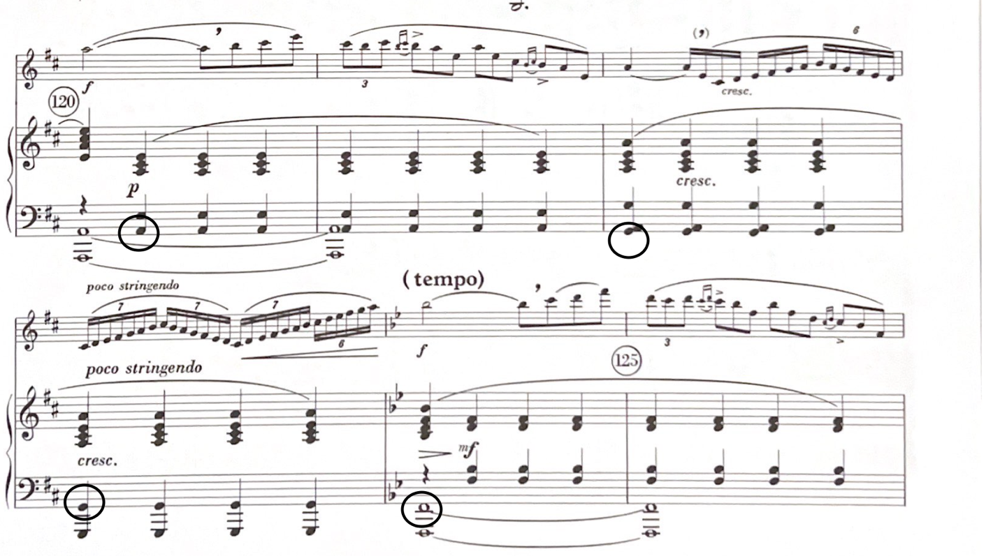 f
(,) 6
3
cresc.
120
p
cresc.
poco stringendo
(tempo)
7 7 7
6
f
3
125
poco stringendo
mf
cresc.